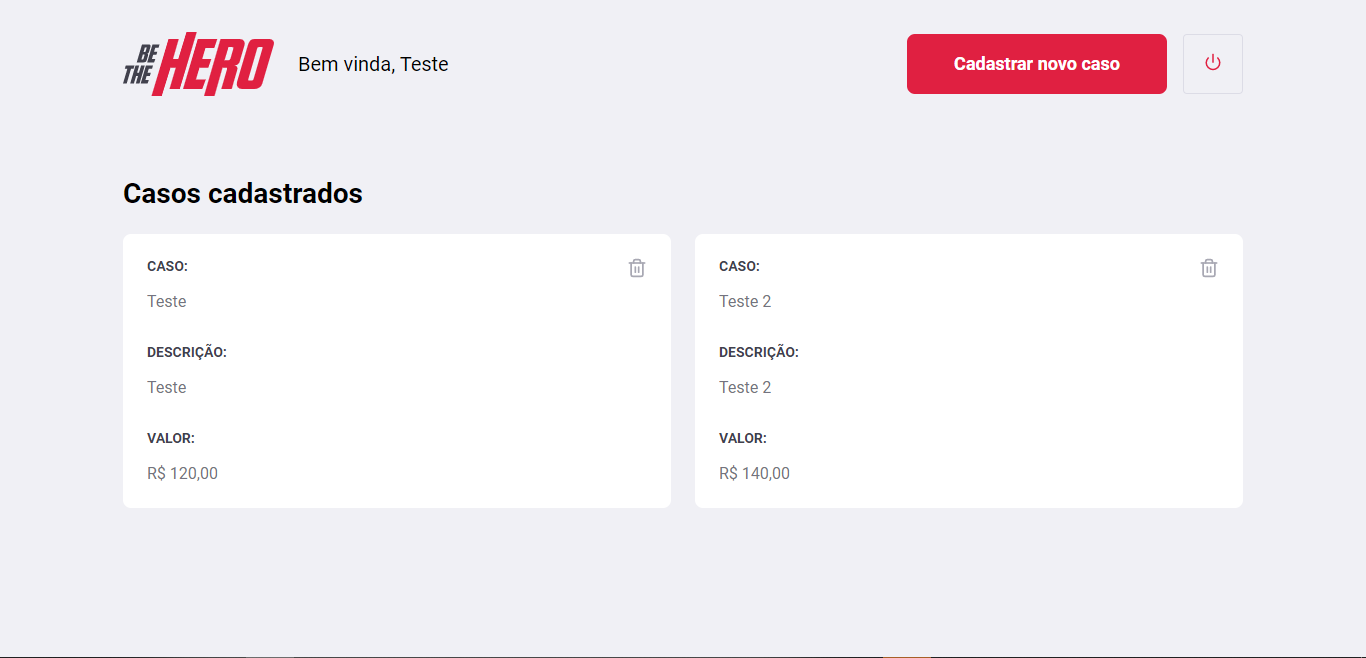 BE
THE HERO
Bem vinda, Teste
Cadastrar novo caso
Casos cadastrados
CASO:
Teste
DESCRIÇÃO:
Teste
VALOR:
R$ 120,00
CASO:
Teste 2
DESCRIÇÃO:
Teste 2
VALOR:
R$ 140,00